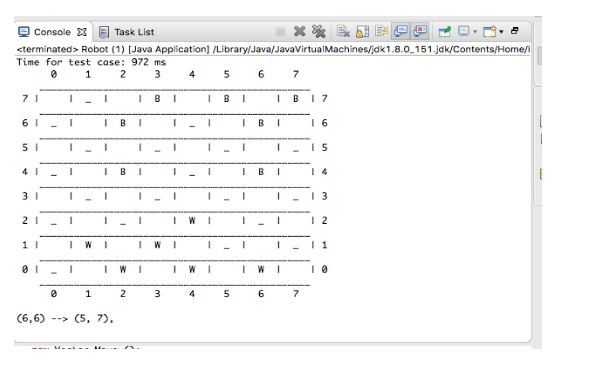 Console Task List
<terminated> Robot (1) [Java Application] /Library/Java/JavaVirtualMachines/jdk1.8.0_151.jdk/Contents/Home/
Time for test case: 972 ms
0 1 2 3 4 5 6 7
7 | | _ | | B | | B | | B | 7
6 | _ | | B | | _ | | B | | 6
5 | | _ | | _ | | _ | | _ | 5
4 | _ | | B | | _ | | B | | 4
3 | | _ | | _ | | _ | | _ | 3
2 | _ | | _ | | W | | _ | | 2
1 | | W | | W | | _ | | _ | 1
0 | _ | | W | | W | | W | | 0
0 1 2 3 4 5 6 7
(6,6) --> (5, 7),